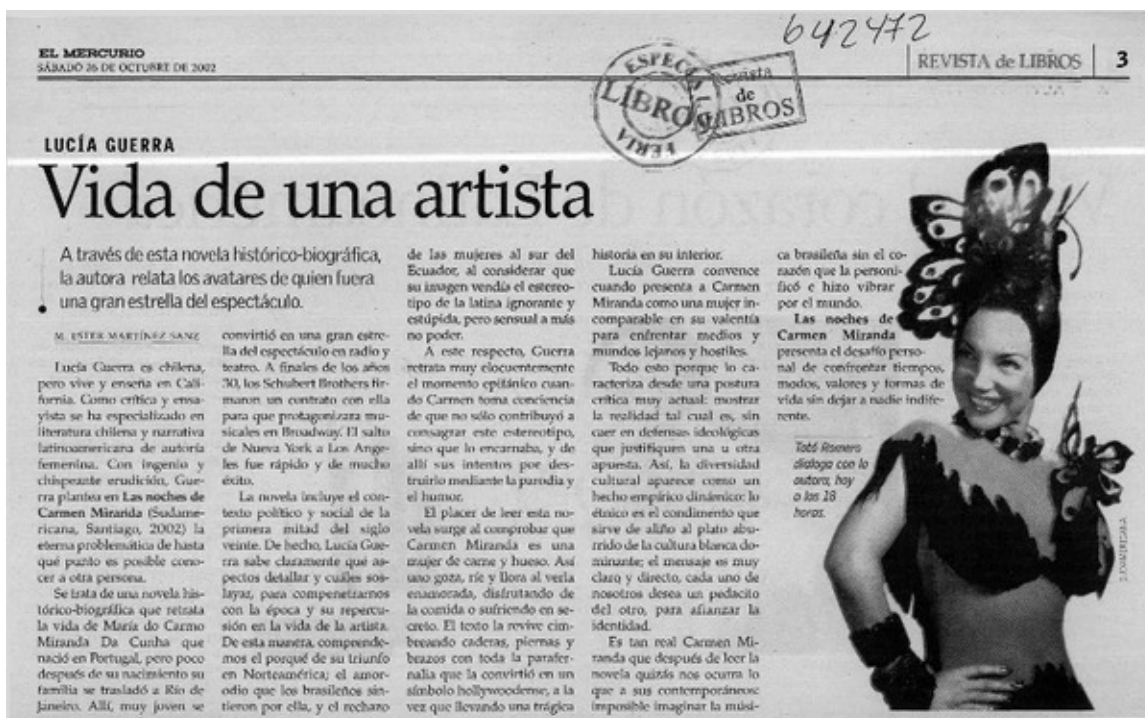 642472
EL MERCURIO
SÁBADO 26 DE OCTUBRE DE 2002
REVISTA de LIBROS
3
ESPECIAL
LIBROS
FERIA
Revista
de
LIBROS
LUCÍA GUERRA
Vida de una artista
A través de esta novela histórico-biográfica,
la autora relata los avatares de quien fuera
una gran estrella del espectáculo.
M. ESTER MARTÍNEZ SANZ
Lucía Guerra es chilena,
pero vive y enseña en Cali-
fornia. Como crítica y ensa-
yista se ha especializado en
literatura chilena y narrativa
latinoamericana de autoría
femenina. Con ingenio y
chispeante erudición, Gue-
rra plantea en Las noches de
Carmen Miranda (Sudame-
ricana, Santiago, 2002) la
eterna problemática de hasta
qué punto es posible cono-
cer a otra persona.
Se trata de una novela his-
tórico-biográfica que retrata
la vida de María do Carmo
Miranda Da Cunha que
nació en Portugal, pero poco
después de su nacimiento su
familia se trasladó a Río de
Janeiro. Allí, muy joven se
convirtió en una gran estre-
lla del espectáculo en radio y
teatro. A finales de los años
30, los Schubert Brothers fir-
maron un contrato con ella
para que protagonizara mu-
sicales en Broadway. El salto
de Nueva York a Los Ange-
les fue rápido y de mucho
éxito.
La novela incluye el con-
texto político y social de la
primera mitad del siglo
veinte. De hecho, Lucía Gue-
rra sabe claramente qué as-
pectos detallar y cuáles sos-
layar, para compenetrarnos
con la época y su repercu-
sión en la vida de la artista.
De esta manera, comprende-
mos el porqué de su triunfo
en Norteamérica; el amor-
odio que los brasileños sin-
tieron por ella, y el rechazo
de las mujeres al sur del
Ecuador, al considerar que
su imagen vendía el estereo-
tipo de la latina ignorante y
estúpida, pero sensual a más
no poder.
A este respecto, Guerra
retrata muy elocuentemente
el momento epifánico cuan-
do Carmen toma conciencia
de que no sólo contribuyó a
consagrar este estereotipo,
sino que lo encarnaba, y de
allí sus intentos por des-
truirlo mediante la parodia y
el humor.
El placer de leer esta no-
vela surge al comprobar que
Carmen Miranda es una
mujer de carne y hueso. Así
uno goza, ríe y llora al verla
enamorada, disfrutando de
la comida o sufriendo en se-
creto. El texto la revive cim-
breando caderas, piernas y
brazos con toda la parafer-
nalia que la convirtió en un
símbolo hollywoodense, a la
vez que llevando una trágica
historia en su interior.
Lucía Guerra convence
cuando presenta a Carmen
Miranda como una mujer in-
comparable en su valentía
para enfrentar medios y
mundos lejanos y hostiles.
Todo esto porque lo ca-
racteriza desde una postura
crítica muy actual: mostrar
la realidad tal cual es, sin
caer en defensas ideológicas
que justifiquen una u otra
apuesta. Así, la diversidad
cultural aparece como un
hecho empírico dinámico: lo
étnico es el condimento que
sirve de aliño al plato abu-
rrido de la cultura blanca do-
minante; el mensaje es muy
claro y directo, cada uno de
nosotros desea un pedacito
del otro, para afianzar la
identidad.
Es tan real Carmen Mi-
randa que después de leer la
novela quizás nos ocurra lo
que a sus contemporáneos:
imposible imaginar la músi-
ca brasileña sin el co-
razón que la personi-
ficó e hizo vibrar
por el mundo.
Las noches de
Carmen Miranda
presenta el desafío perso-
nal de confrontar tiempos,
modos, valores y formas de
vida sin dejar a nadie indife-
rente.
Totó Romero
dialoga con la
autora, hoy
a las 18
horas.
SUDAMERICANA